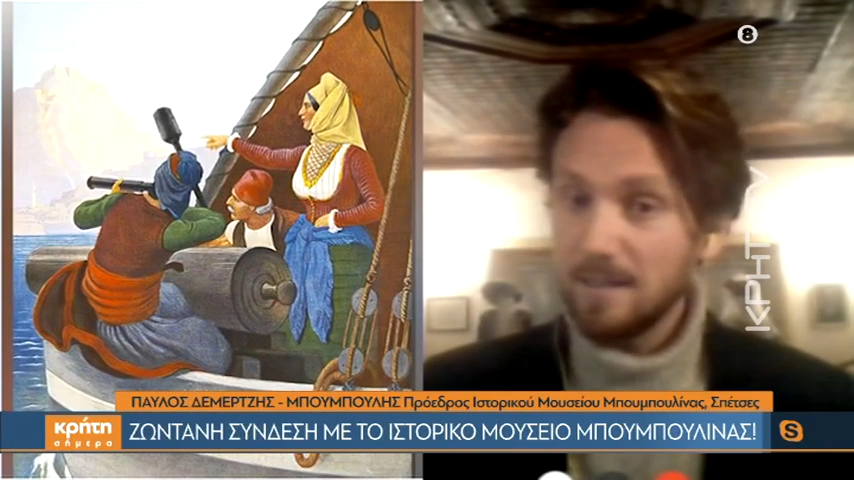 8
ΚΡΗΤΗ TV
ΠΑΥΛΟΣ ΔΕΜΕΡΤΖΗΣ - ΜΠΟΥΜΠΟΥΛΗΣ Πρόεδρος Ιστορικού Μουσείου Μπουμπουλίνας, Σπέτσες
κρήτη
σήμερα
ΖΩΝΤΑΝΗ ΣΥΝΔΕΣΗ ΜΕ ΤΟ ΙΣΤΟΡΙΚΟ ΜΟΥΣΕΙΟ ΜΠΟΥΜΠΟΥΛΙΝΑΣ!